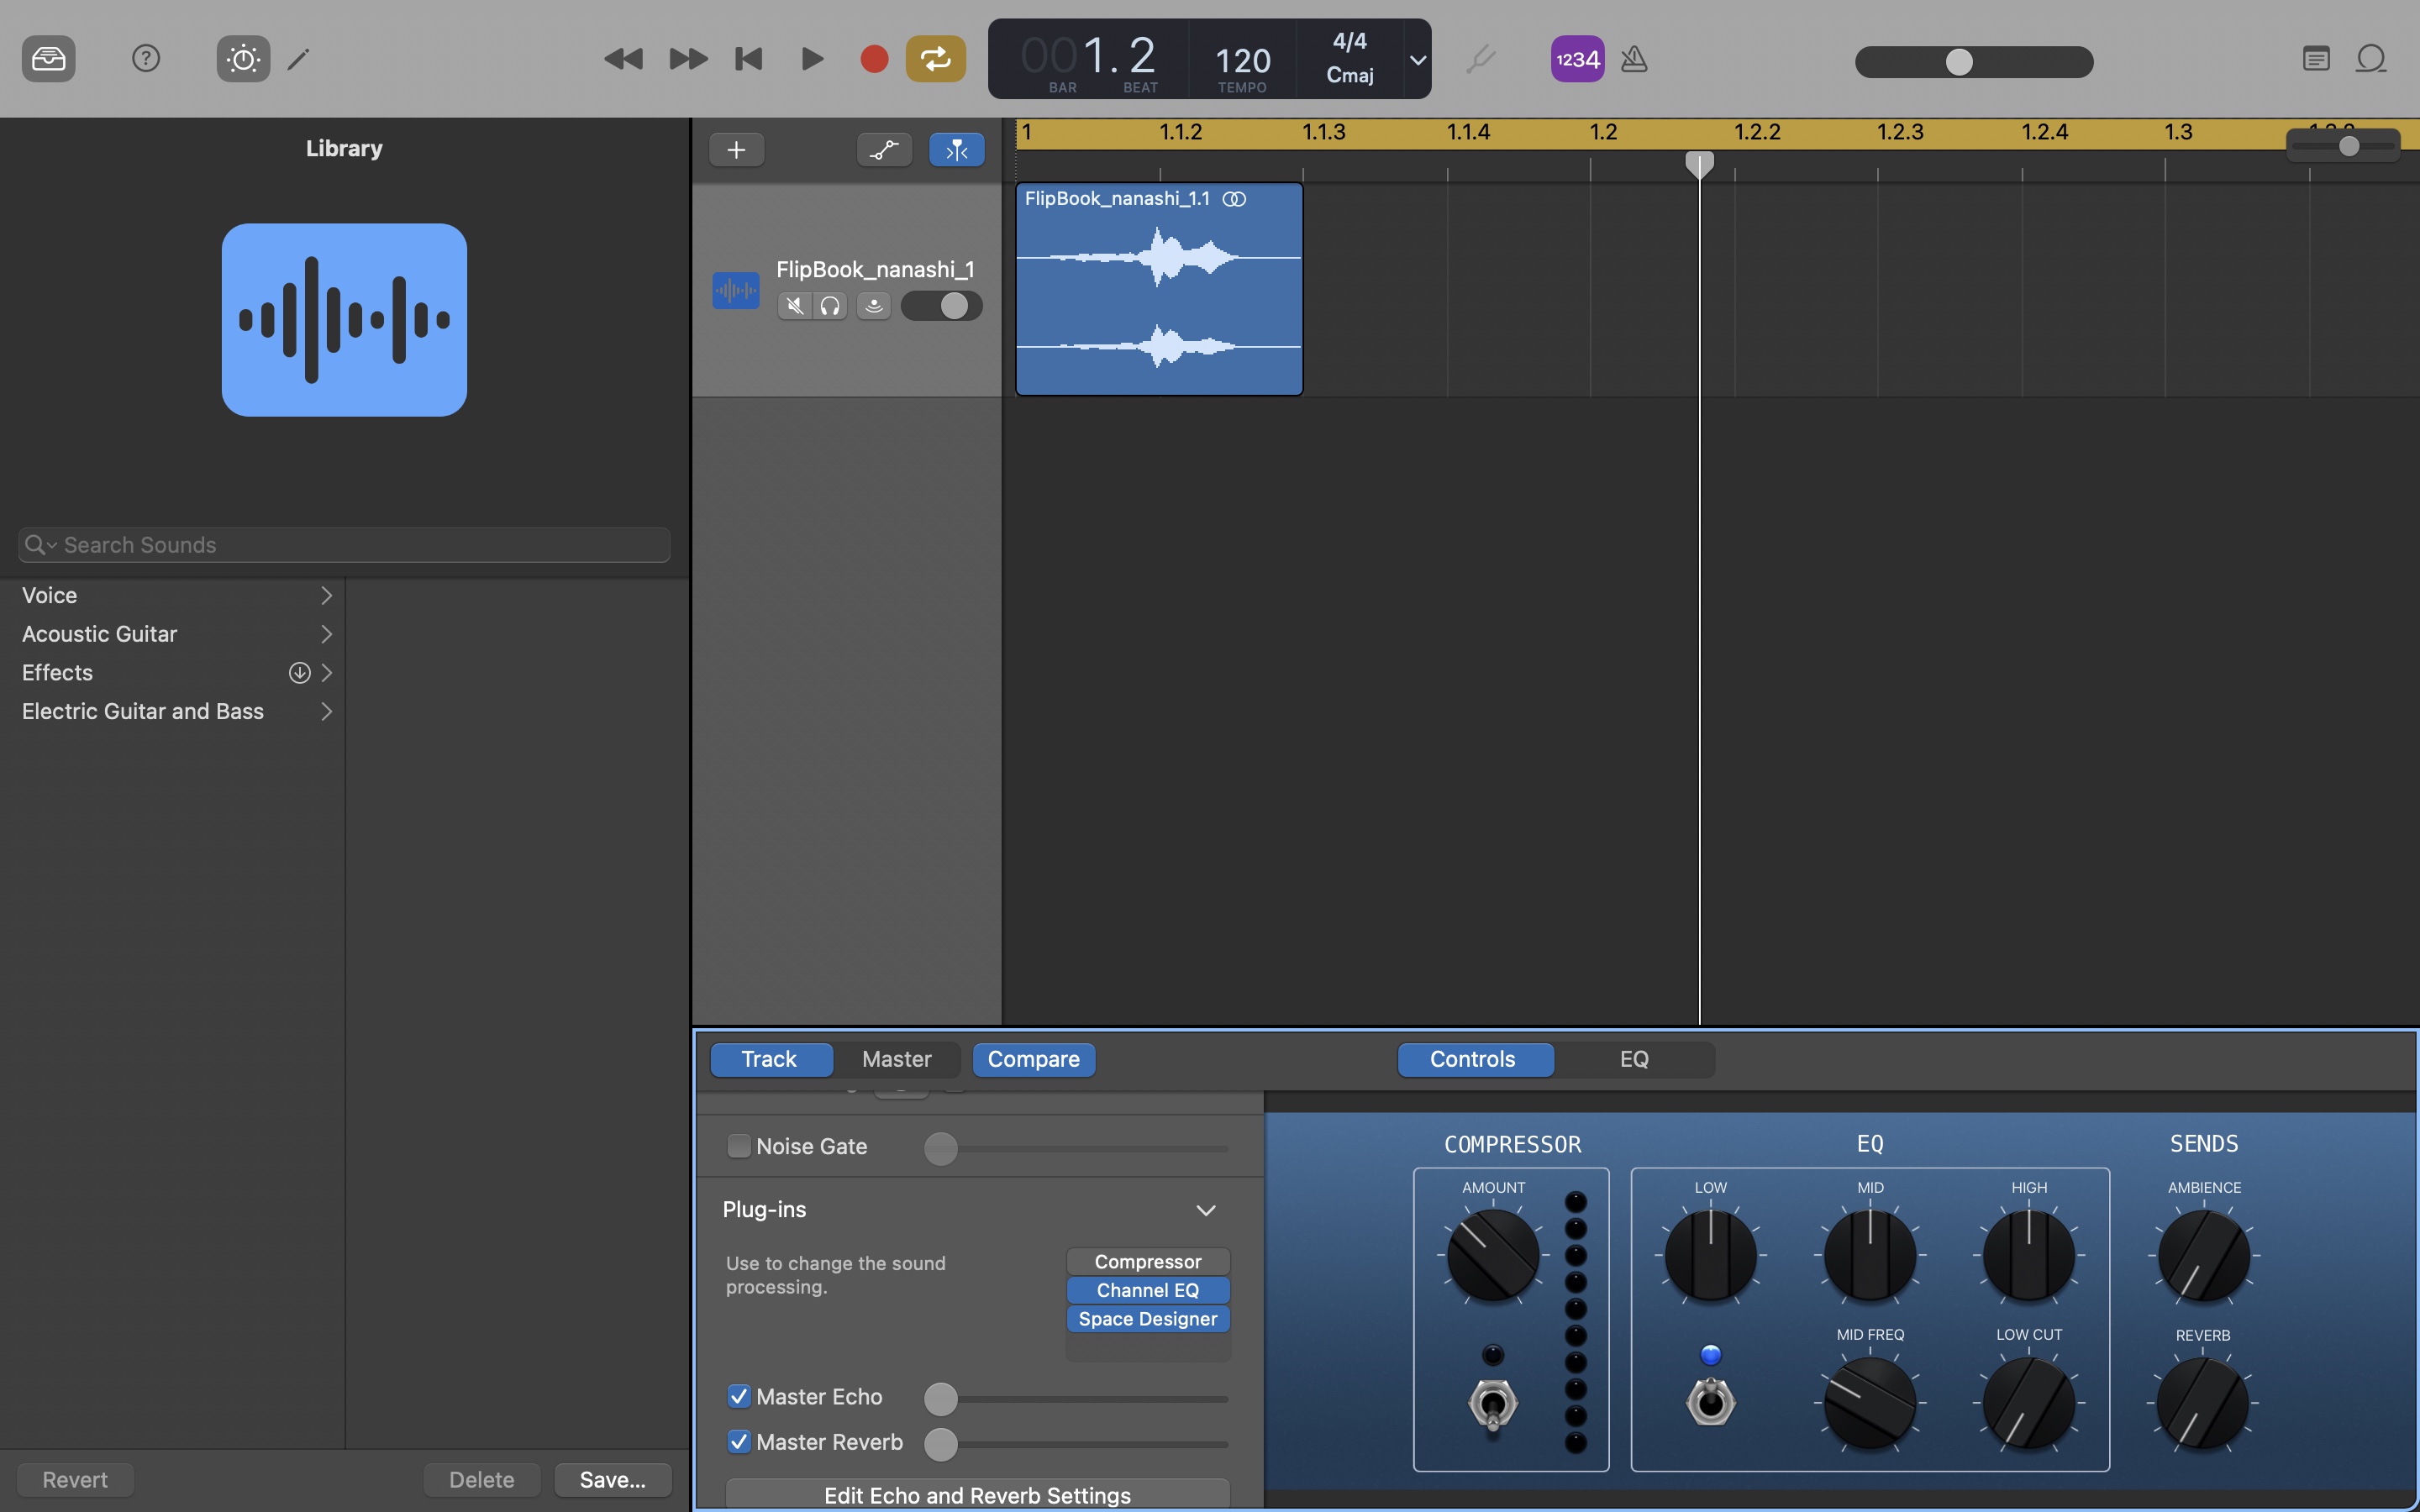 ?
001.2
BAR
BEAT
120
TEMPO
4/4
Cmaj
1234
Library
Search Sounds
Voice
Acoustic Guitar
Effects
Electric Guitar and Bass
Revert
Delete
Save...
1
1.1.2
1.1.3
1.1.4
1.2
1.2.2
1.2.3
1.2.4
1.3
FlipBook_nanashi_1
FlipBook_nanashi_1.1
Track
Master
Compare
Controls
EQ
Noise Gate
Plug-ins
Use to change the sound
processing.
Compressor
Channel EQ
Space Designer
Master Echo
Master Reverb
Edit Echo and Reverb Settings
COMPRESSOR
AMOUNT
EQ
LOW
MID
HIGH
MID FREQ
LOW CUT
SENDS
AMBIENCE
REVERB